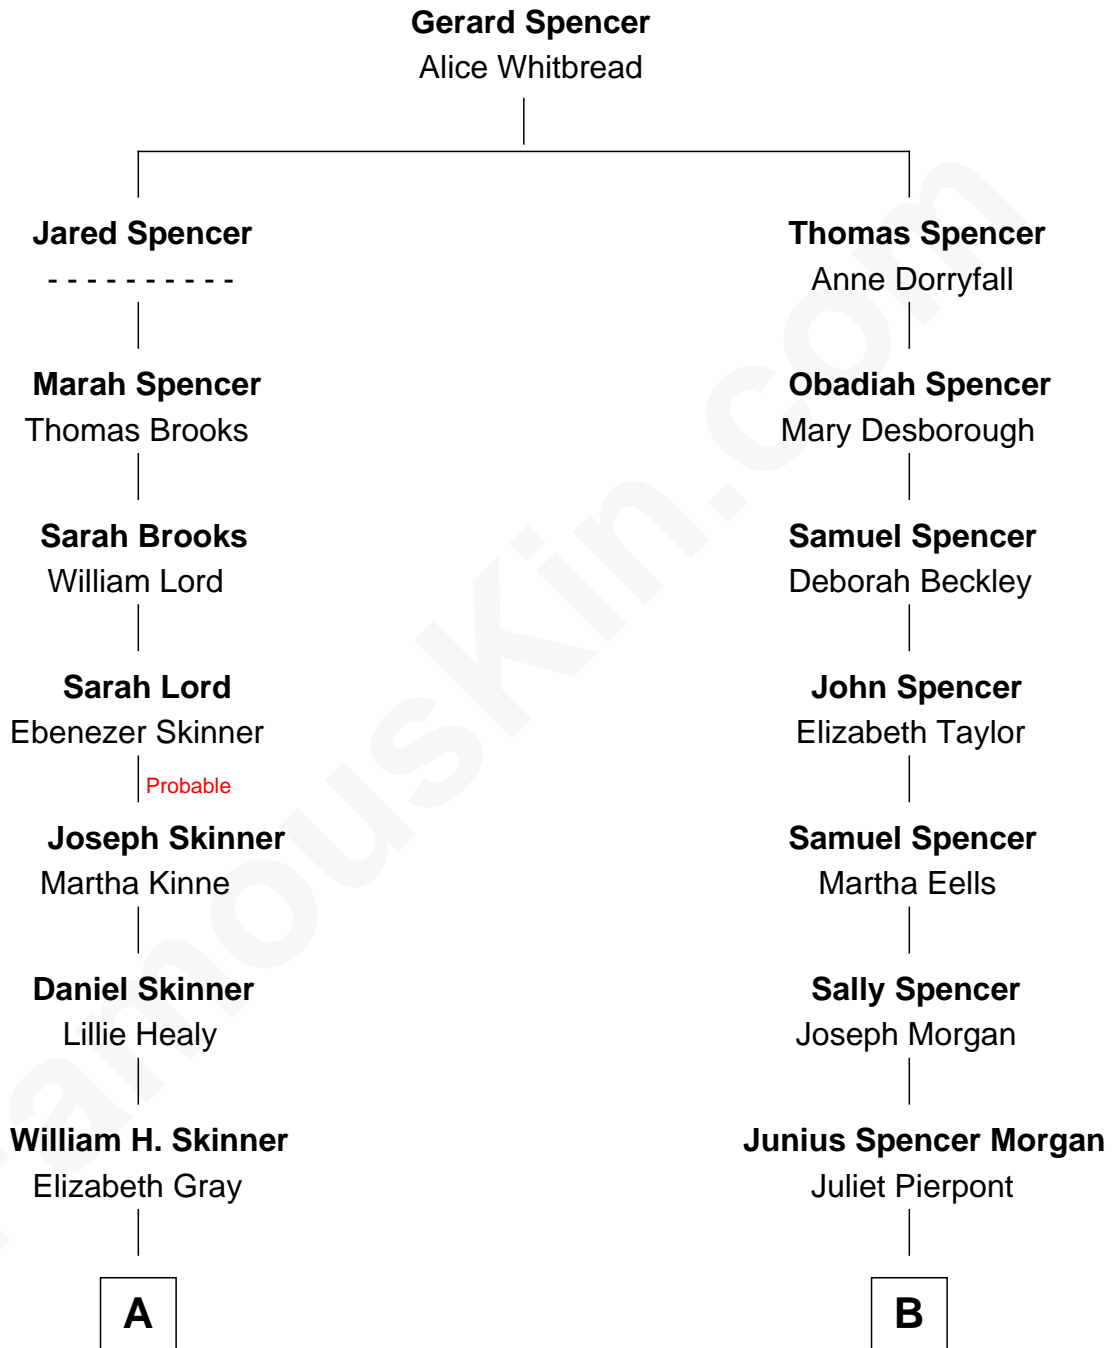 Gerard Spencer
Alice Whitbread
Jared Spencer
- - - - - - - - - -
Marah Spencer
Thomas Brooks
Sarah Brooks
William Lord
Sarah Lord
Ebenezer Skinner
Probable
Joseph Skinner
Martha Kinne
Daniel Skinner
Lillie Healy
William H. Skinner
Elizabeth Gray
A
Thomas Spencer
Anne Dorryfall
Obadiah Spencer
Mary Desborough
Samuel Spencer
Deborah Beckley
John Spencer
Elizabeth Taylor
Samuel Spencer
Martha Eells
Sally Spencer
Joseph Morgan
Junius Spencer Morgan
Juliet Pierpont
B
FamousKin.com